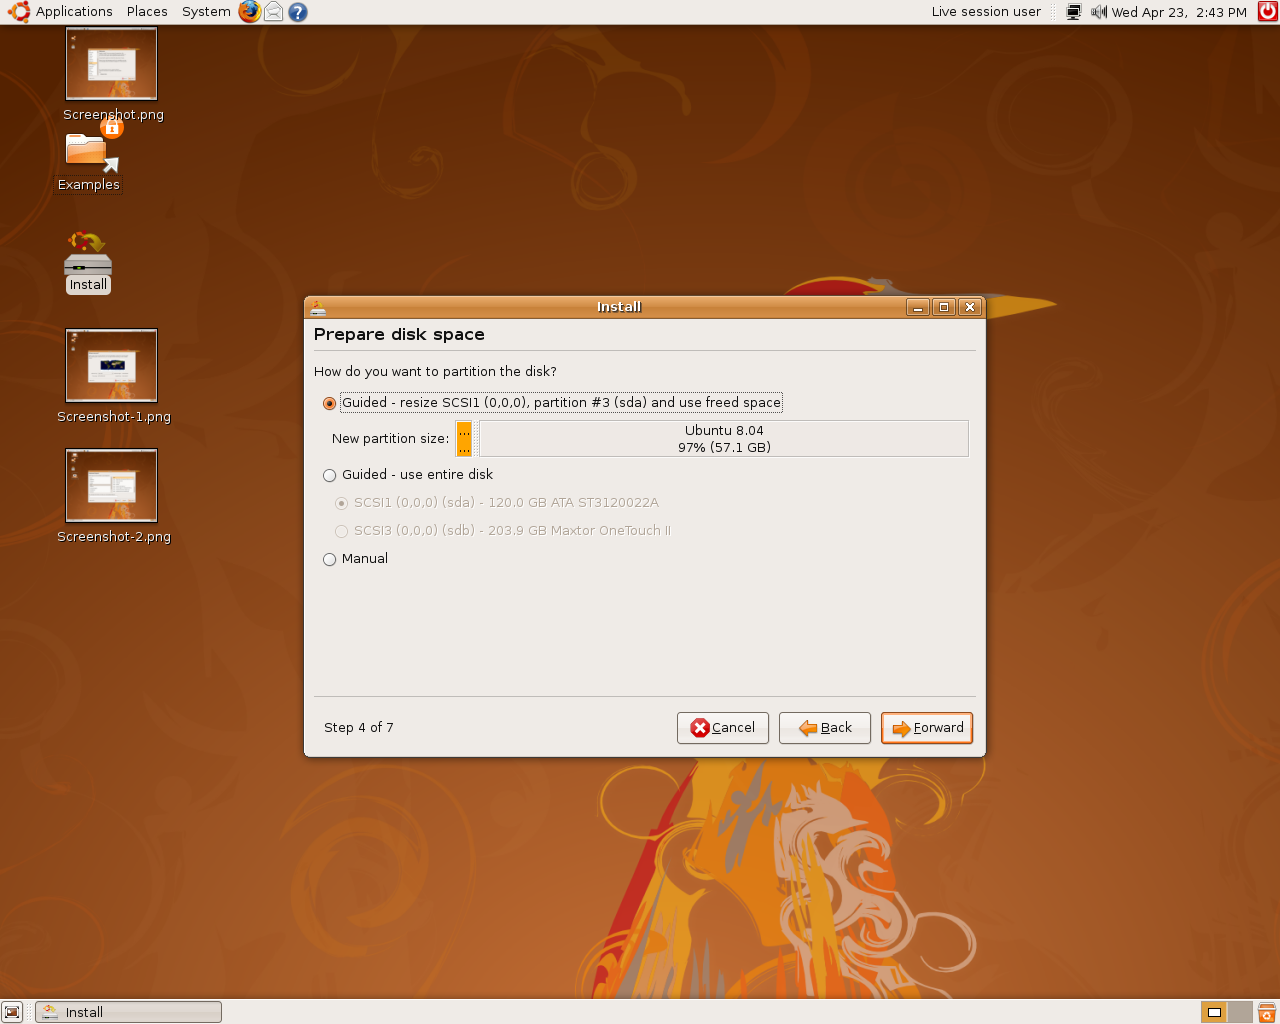 Applications Places System Live session user Wed Apr 23, 2:43 PM
Screenshot.png
Examples
Install
Screenshot-1.png
Screenshot-2.png
Install
Prepare disk space
How do you want to partition the disk?
Guided - resize SCSI1 (0,0,0), partition #3 (sda) and use freed space
New partition size: ... Ubuntu 8.04
... 97% (57.1 GB)
Guided - use entire disk
SCSI1 (0,0,0) (sda) - 120.0 GB ATA ST3120022A
SCSI3 (0,0,0) (sdb) - 203.9 GB Maxtor OneTouch II
Manual
Step 4 of 7 Cancel Back Forward
Install